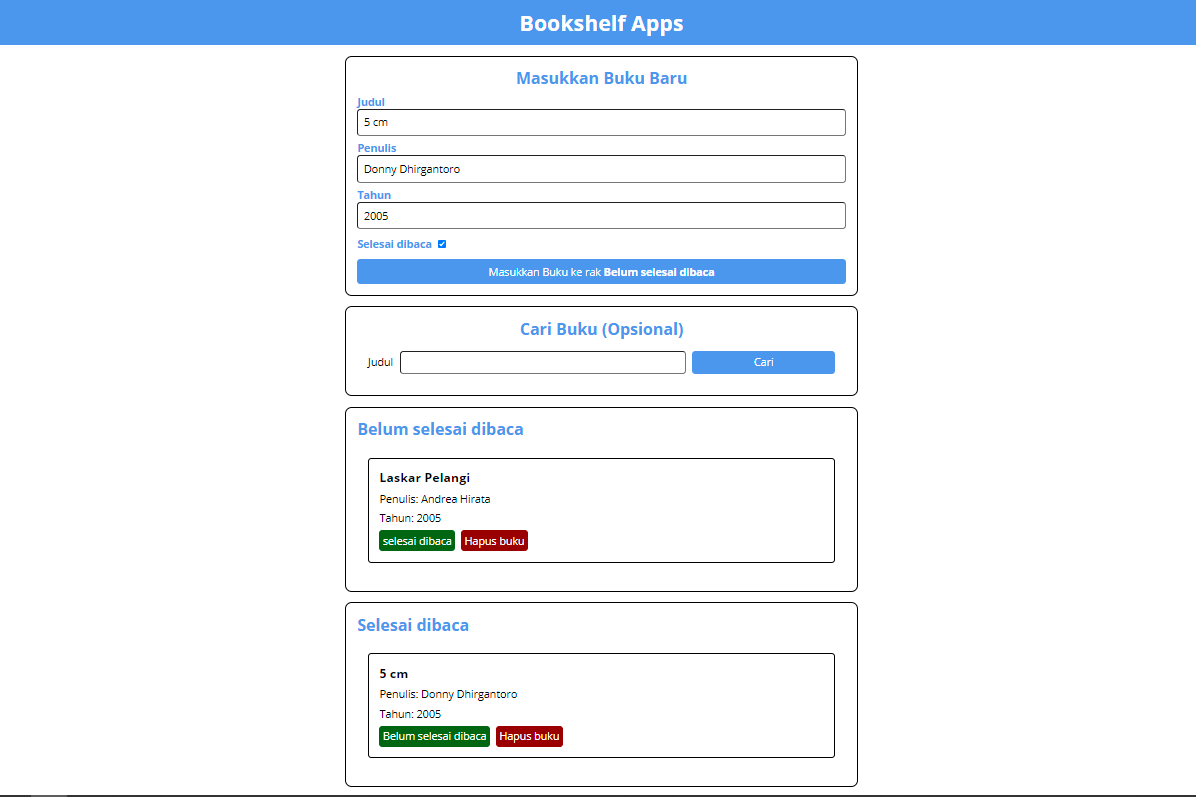 Bookshelf Apps
Masukkan Buku Baru
Judul
5 cm
Penulis
Donny Dhirgantoro
Tahun
2005
Selesai dibaca
Masukkan Buku ke rak Belum selesai dibaca
Cari Buku (Opsional)
Judul Cari
Belum selesai dibaca
Laskar Pelangi
Penulis: Andrea Hirata
Tahun: 2005
selesai dibaca Hapus buku
Selesai dibaca
5 cm
Penulis: Donny Dhirgantoro
Tahun: 2005
Belum selesai dibaca Hapus buku